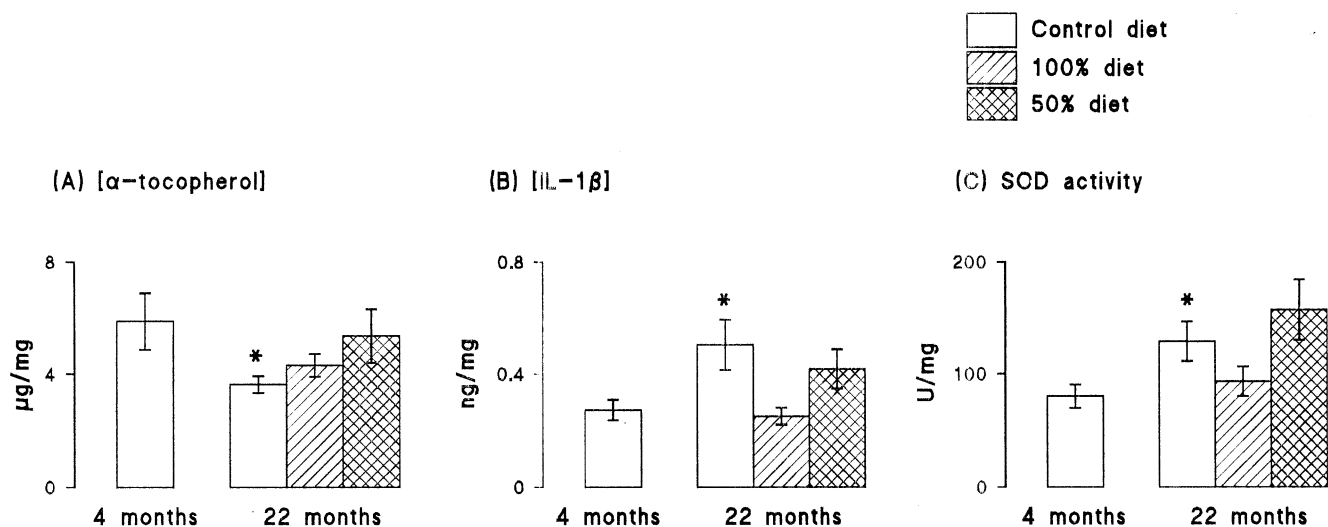 Control diet
100% diet
50% diet
(A) [α-tocopherol]
(B) [IL-1β]
(C) SOD activity
8
4
0
μg/mg
*
4 months
22 months
0.8
0.4
0
ng/mg
*
4 months
22 months
200
100
0
U/mg
*
4 months
22 months